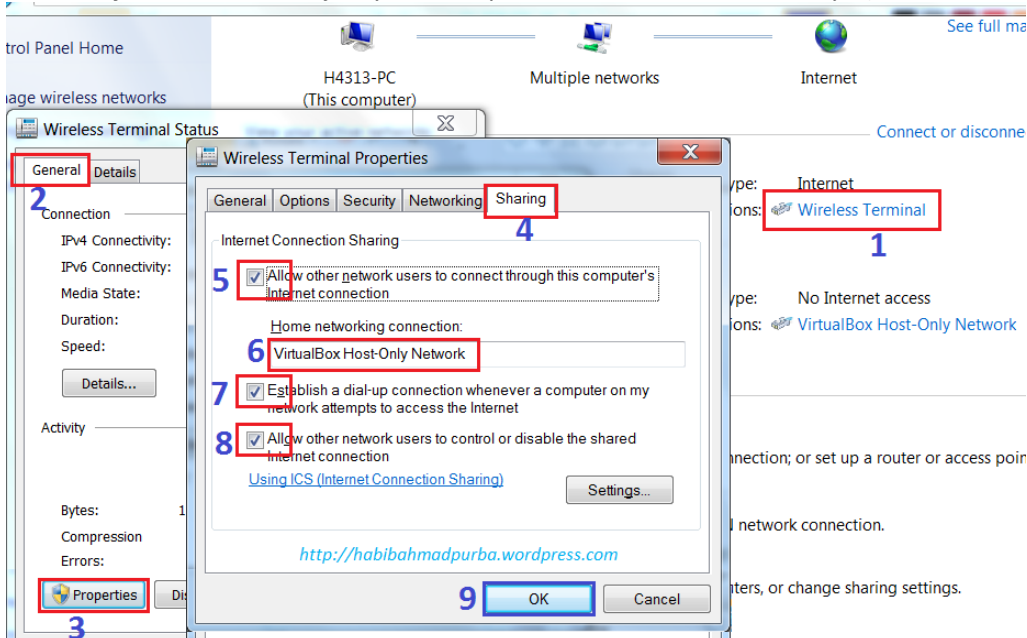 See full
trol Panel Home
H4313-PC
(This computer)
Multiple networks
Internet
nage wireless networks
Connect or
Wireless Terminal Status
General Details
2
Connection
IPv4 Connectivity:
IPv6 Connectivity:
Media State:
Duration:
Speed:
Details...
Activity
Bytes: 1
Compression
Errors:
Properties
3
Wireless Terminal Properties
X
General Options Security Networking Sharing
4
Internet Connection Sharing
5
Allow other network users to connect through this computer's
Internet connection
Home networking connection:
6 VirtualBox Host-Only Network
7 Establish a dial-up connection whenever a computer on my
network attempts to access the Internet
8 Allow other network users to control or disable the shared
Internet connection
Using ICS (Internet Connection Sharing)
Settings...
http://habibahmadpurba.wordpress.com
9 OK Cancel
ype: Internet
ions: Wireless Terminal
1
ype: No Internet access
ions: VirtualBox Host-Only Network
nnection; or set up a router or access
network connection.
ters, or change sharing settings.